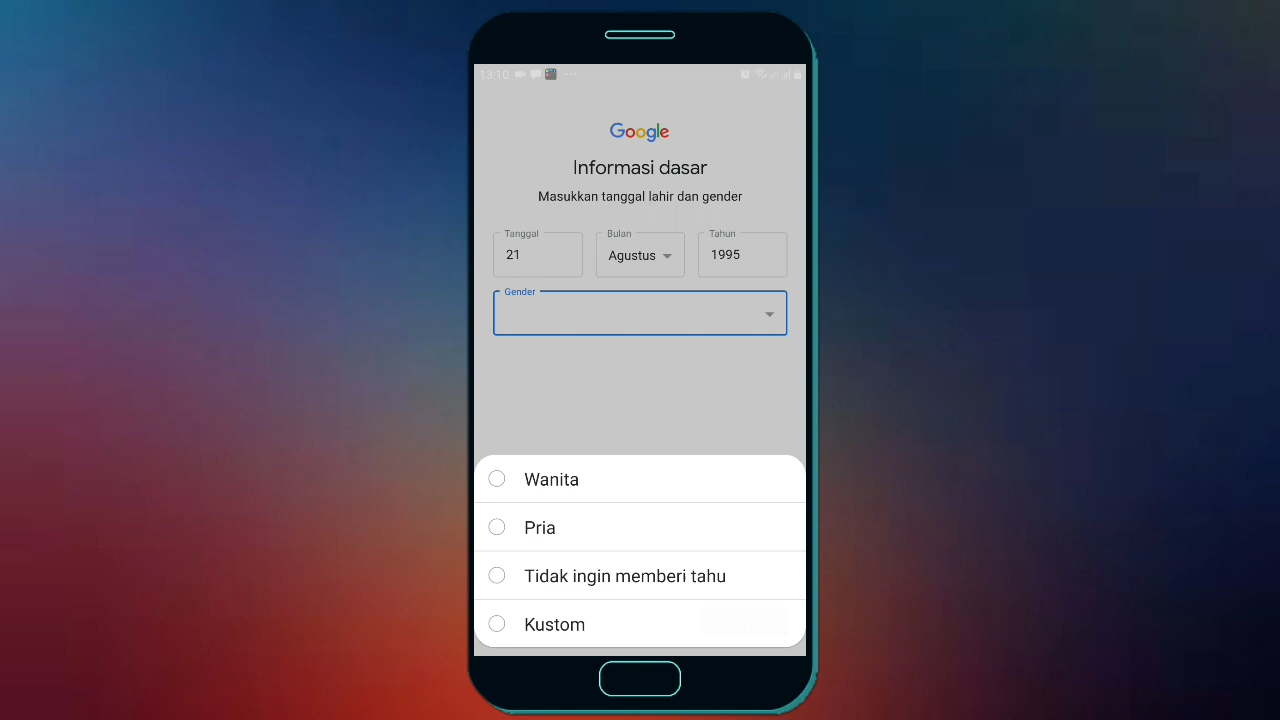 13:10
Google
Informasi dasar
Masukkan tanggal lahir dan gender
Tanggal Bulan Tahun
21 Agustus 1995
Gender
Wanita
Pria
Tidak ingin memberi tahu
Kustom